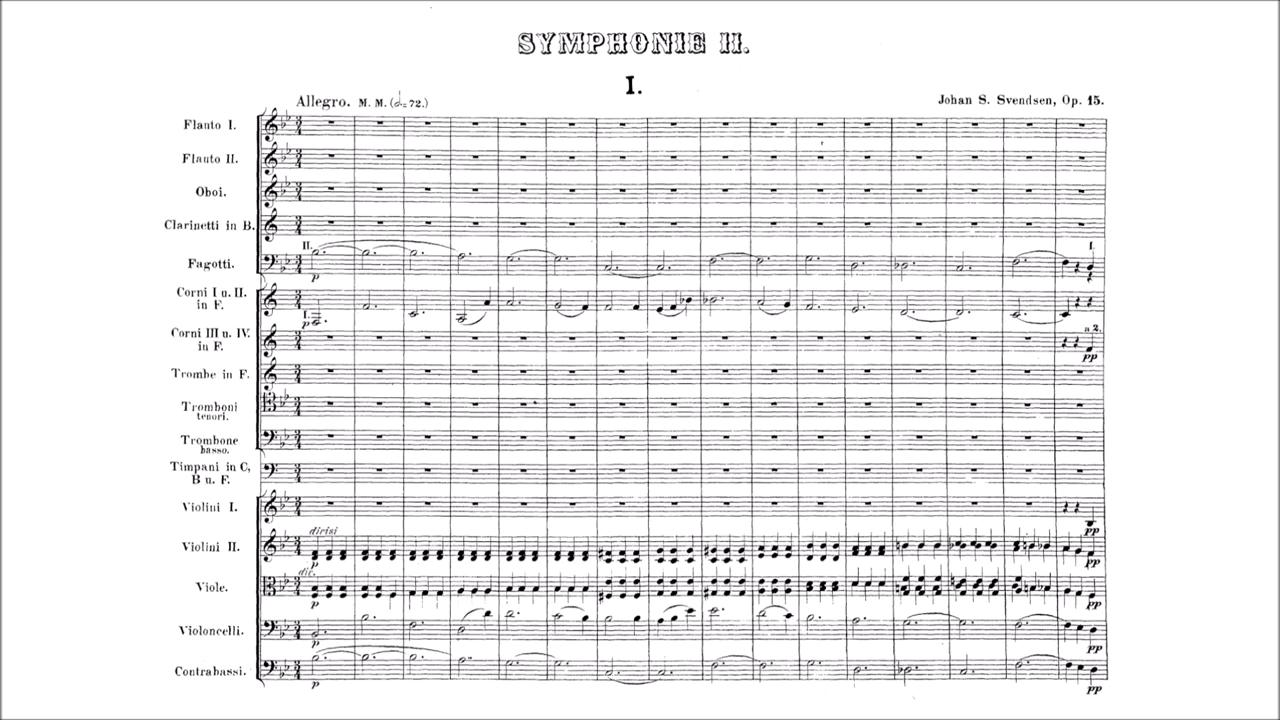 SYMPHONIE II.
I.
Allegro. M. M. (𝅗𝅥.=72.)
Johan S. Svendsen, Op. 15.
Flauto I.
Flauto II.
Oboi.
Clarinetti in B.
II.
I.
Fagotti.
p
Corni I u. II.
in F.
I.
p
Corni III u. IV.
in F.
a 2.
pp
Trombe in F.
Tromboni
tenori.
Trombone
basso.
Timpani in C,
B u. F.
Violini I.
pp
divisi
Violini II.
p
pp
div.
Viole.
p
pp
Violoncelli.
p
pp
Contrabassi.
p
pp